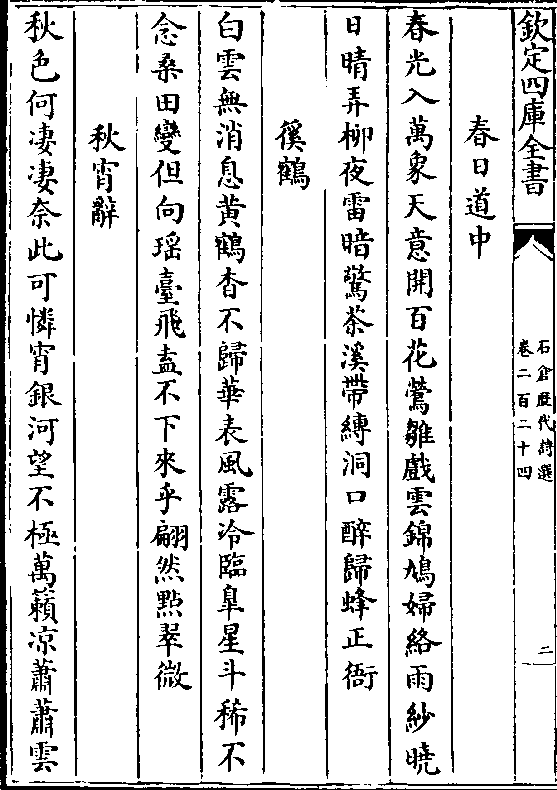 欽定四庫全書
石倉歷代詩選
卷二百二十四
二
春日道中
春光入萬象天意開百花鶯雛戲雲錦鳩婦絡雨紗曉
日晴弄柳夜雷暗驚茶溪帶縳洞口醉歸蜂正衙
徯鶴
白雲無消息黄鶴杳不歸華表風露冷臨臯星斗稀不
念桑田變但向瑶臺飛盍不下來乎翩然點翠微
秋宵辭
秋色何凄凄奈此可憐宵銀河望不極萬籟凉蕭蕭雲